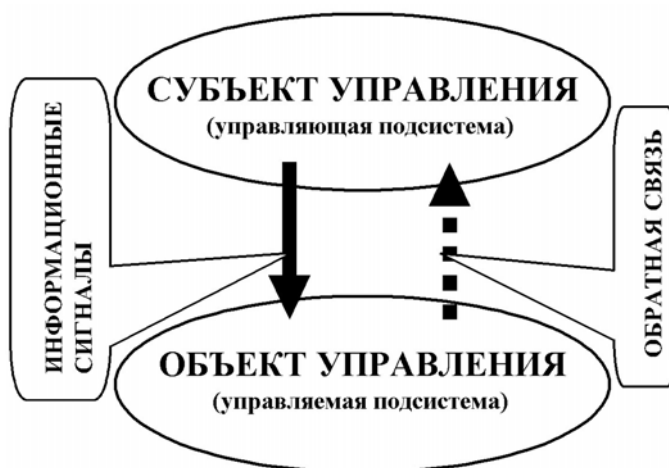 СУБЪЕКТ УПРАВЛЕНИЯ
(управляющая подсистема)
ИНФОРМАЦИОННЫЕ
СИГНАЛЫ
ОБРАТНАЯ СВЯЗЬ
ОБЪЕКТ УПРАВЛЕНИЯ
(управляемая подсистема)